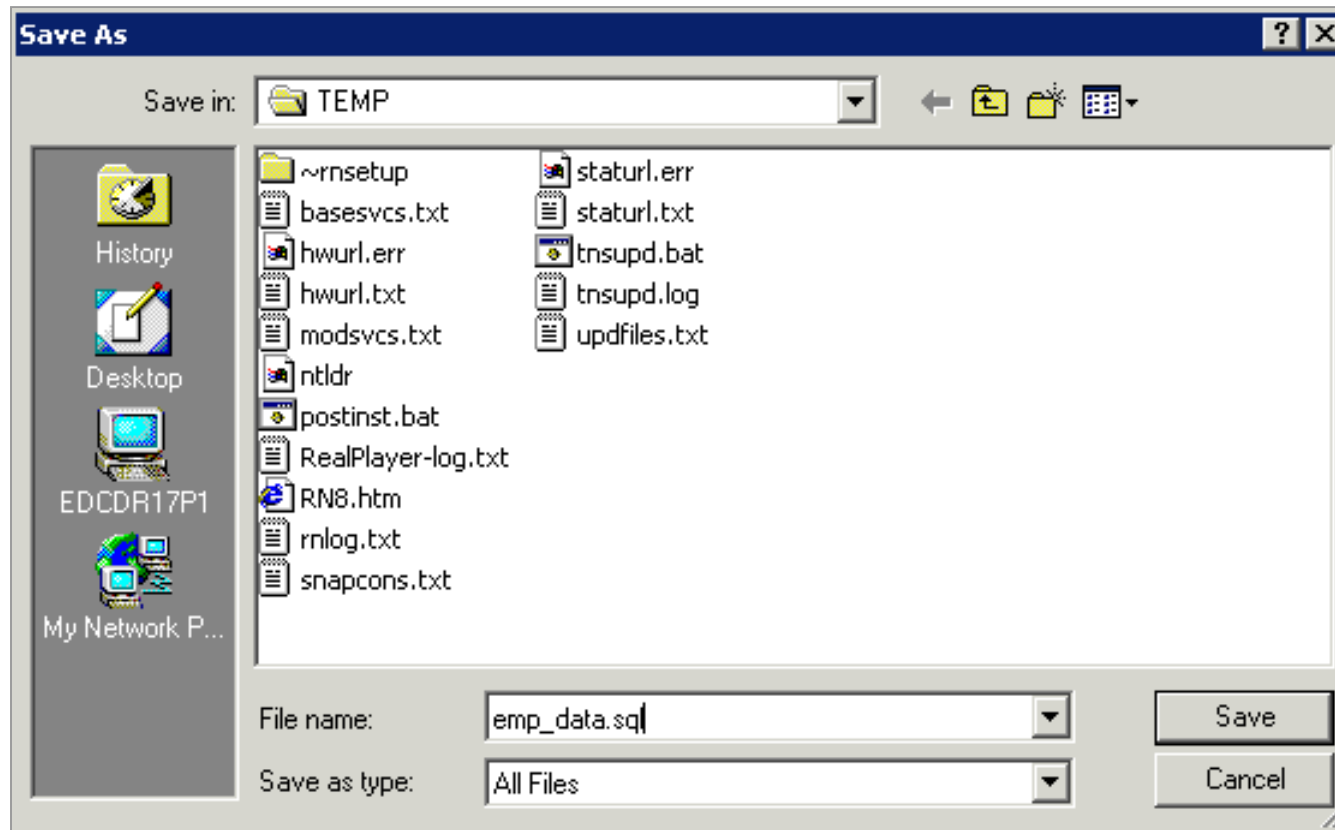 Save As
Save in: TEMP
~rnsetup
basesvcs.txt
hwurl.err
hwurl.txt
modsvcs.txt
ntldr
postinst.bat
RealPlayer-log.txt
RN8.htm
rnlog.txt
snapcons.txt
staturl.err
staturl.txt
tnsupd.bat
tnsupd.log
updfiles.txt
History
Desktop
EDCDR17P1
My Network P...
File name: emp_data.sql
Save
Save as type: All Files
Cancel